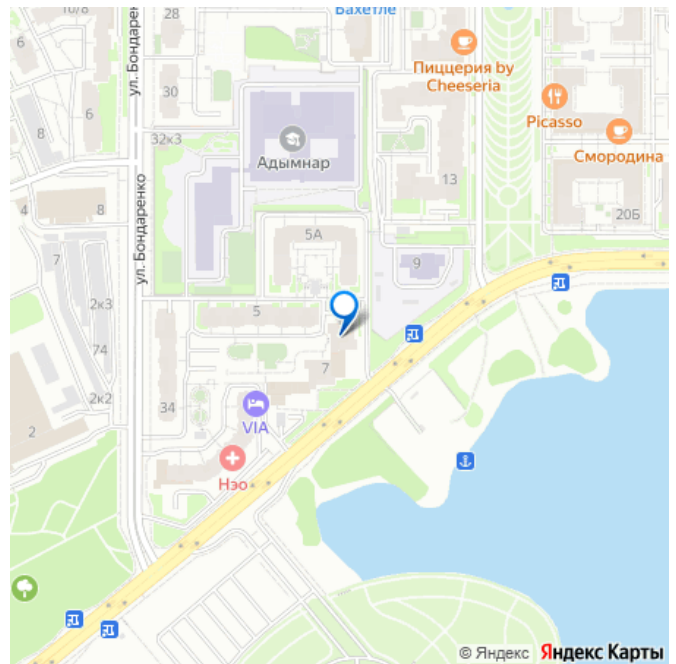 10/8
28
Бахетле
ул. Бондаренко
6
30
6
8
32к3
Пиццерия by
Cheeseria
Picasso
Смородина
Адымнар
13
4
8
20Б
7
ул. Бондаренко
5А
9
2к3
5
74
7
2к2
34
VIA
2
Нэо
© Яндекс Яндекс Карты